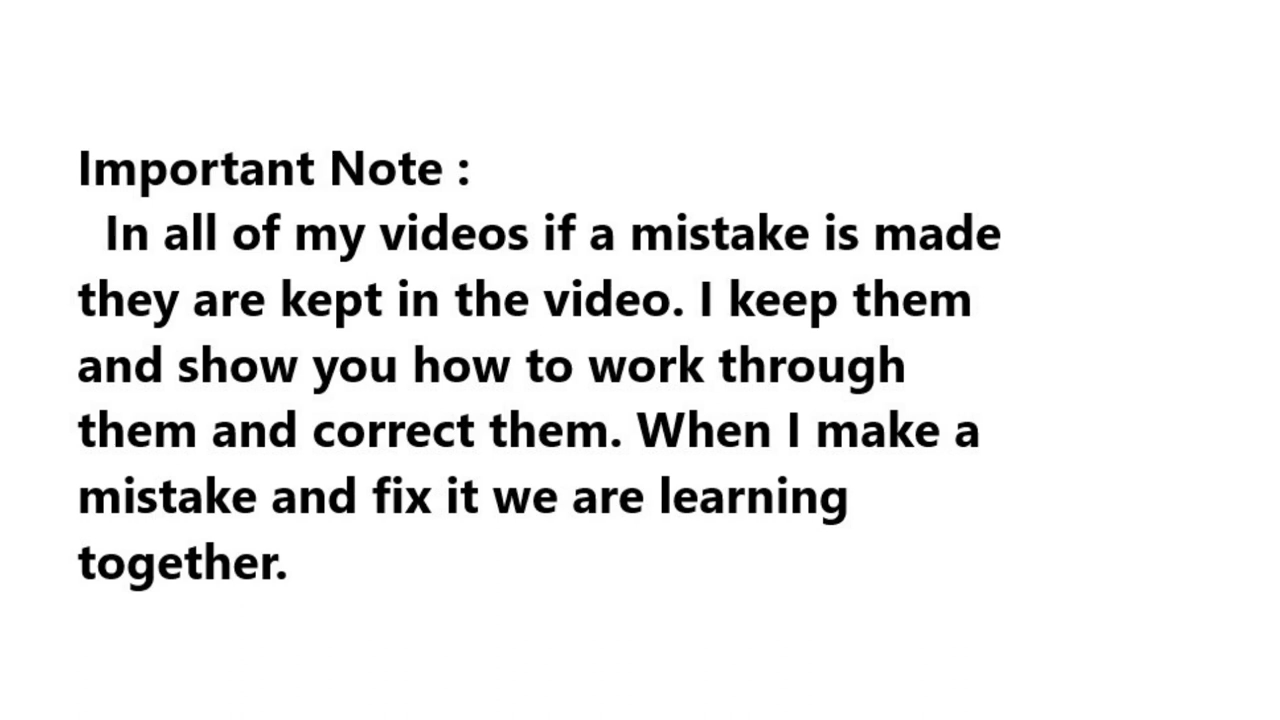 Important Note :
In all of my videos if a mistake is made
they are kept in the video. I keep them
and show you how to work through
them and correct them. When I make a
mistake and fix it we are learning
together.